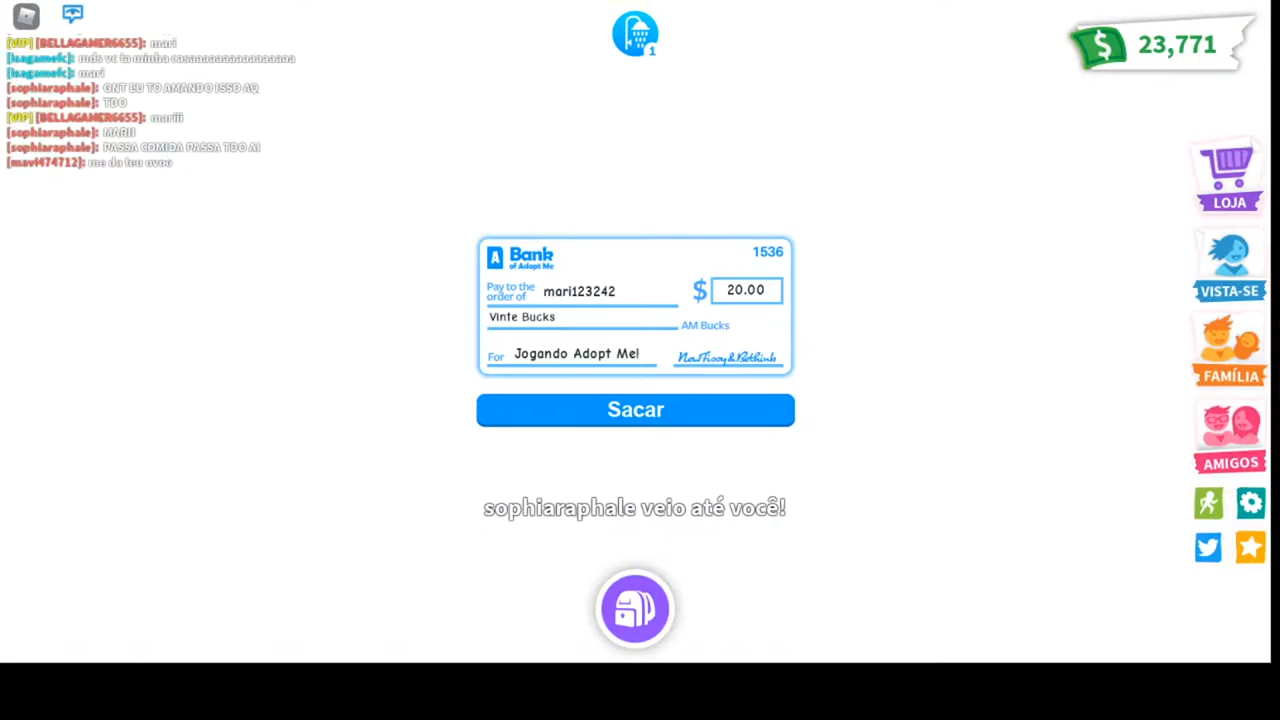 [VIP] [BELLAGAMER6655]: mari
[isagamefc]: mds vc ta minha casaaaaaaaaaaaaaaaaa
[isagamefc]: mari
[sophiaraphale]: GNT EU TO AMANDO ISSO AQ
[sophiaraphale]: TDO
[VIP] [BELLAGAMER6655]: mariii
[sophiaraphale]: MARII
[sophiaraphale]: PASSA COMIDA PASSA TDO AI
[mavi474712]: me da teu ovoo
1
$ 23,771
LOJA
VISTA-SE
FAMÍLIA
AMIGOS
A Bank of Adopt Me
1536
Pay to the order of mari123242
$ 20.00
Vinte Bucks
AM Bucks
For Jogando Adopt Me!
NewFissy & Bethink
Sacar
sophiaraphale veio até você!